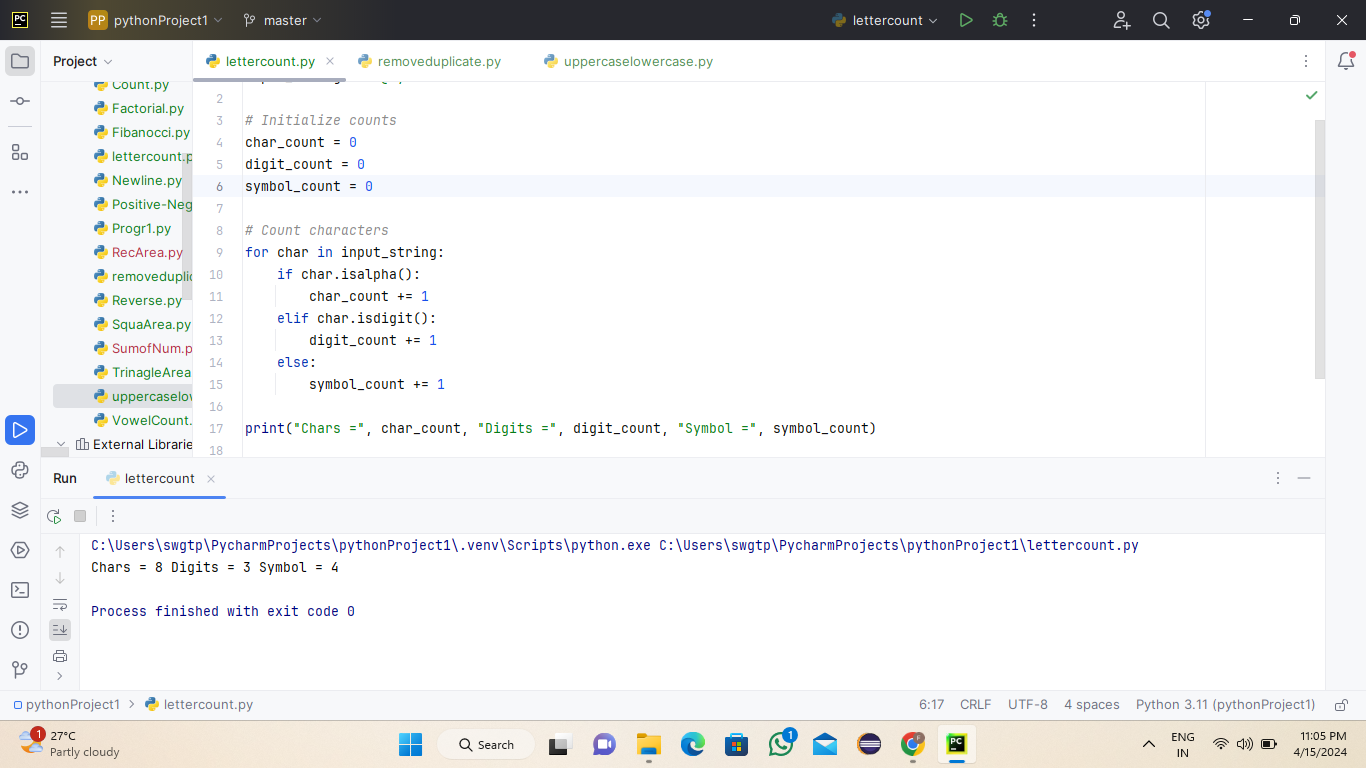 PC
PP pythonProject1
master
lettercount
Project
lettercount.py
removeduplicate.py
uppercaselowercase.py
Count.py
Factorial.py
Fibanocci.py
lettercount.p
Newline.py
Positive-Neg
Progr1.py
RecArea.py
removeduplic
Reverse.py
SquaArea.py
SumofNum.p
TrinagleArea
uppercaselov
VowelCount.
External Librarie
2
3 # Initialize counts
4 char_count = 0
5 digit_count = 0
6 symbol_count = 0
7
8 # Count characters
9 for char in input_string:
10 if char.isalpha():
11 char_count += 1
12 elif char.isdigit():
13 digit_count += 1
14 else:
15 symbol_count += 1
16
17 print("Chars =", char_count, "Digits =", digit_count, "Symbol =", symbol_count)
18
Run
lettercount
C:\Users\swgtp\PycharmProjects\pythonProject1\.venv\Scripts\python.exe C:\Users\swgtp\PycharmProjects\pythonProject1\lettercount.py
Chars = 8 Digits = 3 Symbol = 4
Process finished with exit code 0
pythonProject1
lettercount.py
6:17 CRLF UTF-8 4 spaces Python 3.11 (pythonProject1)
1
27°C
Partly cloudy
Search
1
PC
ENG
IN
11:05 PM
4/15/2024